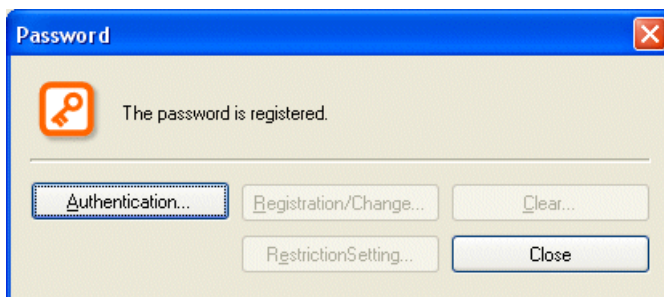 Password
The password is registered.
Authentication... Registration/Change... Clear...
RestrictionSetting... Close